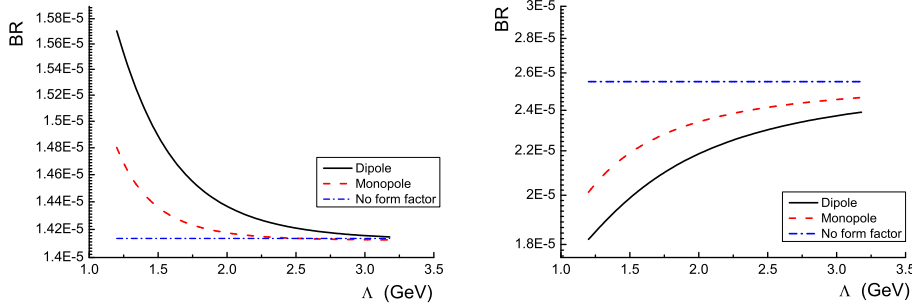 BR
1.58E-5
1.56E-5
1.54E-5
1.52E-5
1.5E-5
1.48E-5
1.46E-5
1.44E-5
1.42E-5
1.4E-5
Dipole
Monopole
No form factor
1.0 1.5 2.0 2.5 3.0 3.5
Λ (GeV)
BR
3E-5
2.8E-5
2.6E-5
2.4E-5
2.2E-5
2E-5
1.8E-5
Dipole
Monopole
No form factor
1.0 1.5 2.0 2.5 3.0 3.5
Λ (GeV)